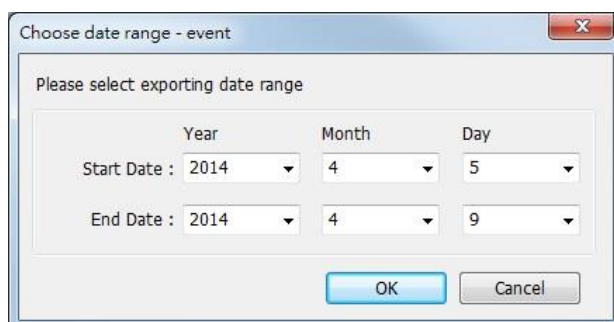 Choose date range - event
Please select exporting date range
Year Month Day
Start Date : 2014 4 5
End Date : 2014 4 9
OK Cancel